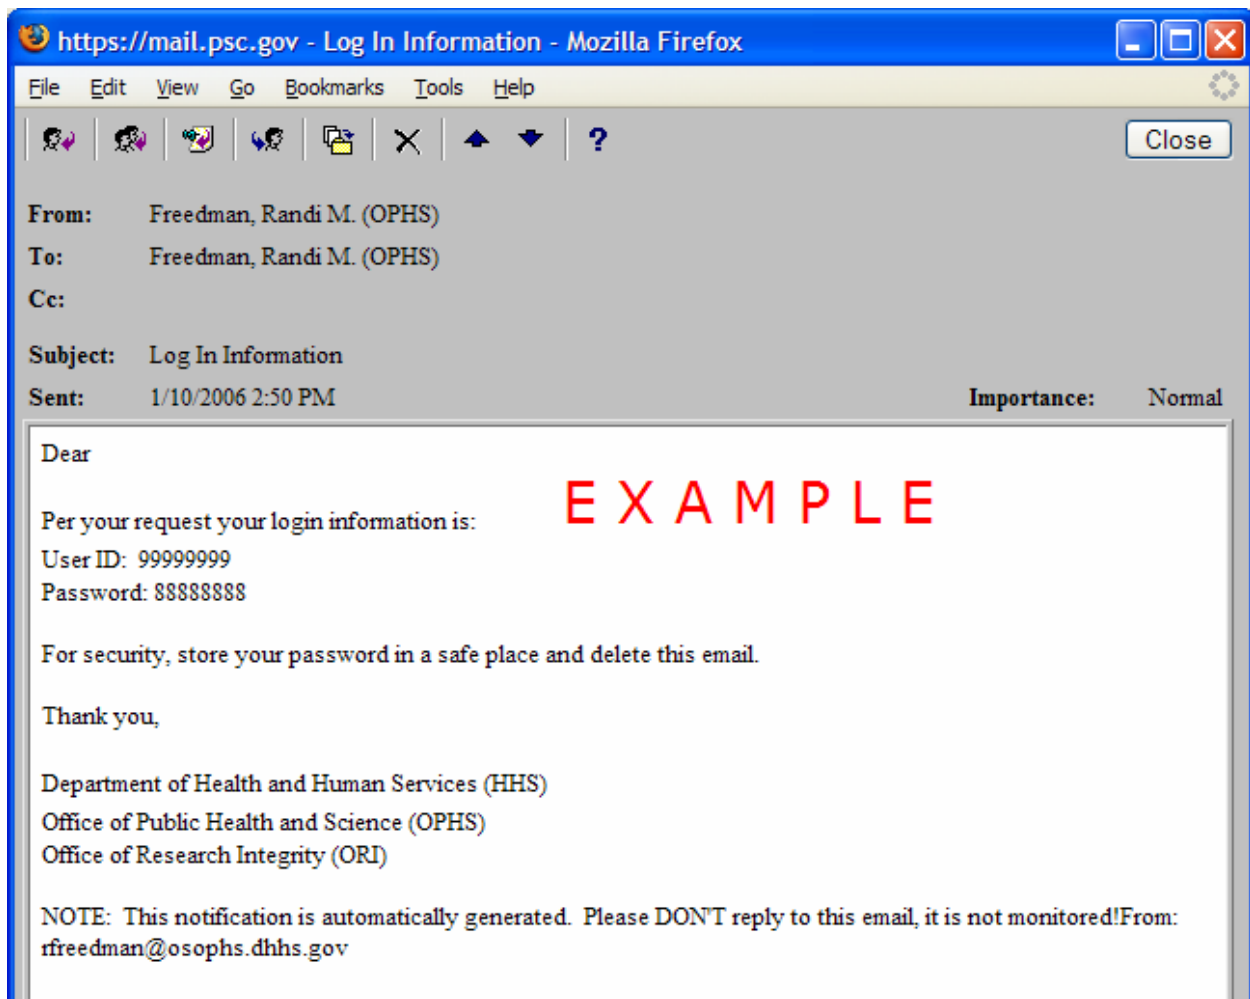 https://mail.psc.gov - Log In Information - Mozilla Firefox
File Edit View Go Bookmarks Tools Help
? Close
From: Freedman, Randi M. (OPHS)
To: Freedman, Randi M. (OPHS)
Cc:
Subject: Log In Information
Sent: 1/10/2006 2:50 PM Importance: Normal
Dear
E X A M P L E
Per your request your login information is:
User ID: 99999999
Password: 88888888
For security, store your password in a safe place and delete this email.
Thank you,
Department of Health and Human Services (HHS)
Office of Public Health and Science (OPHS)
Office of Research Integrity (ORI)
NOTE: This notification is automatically generated. Please DON'T reply to this email, it is not monitored!From:
rfreedman@osophs.dhhs.gov